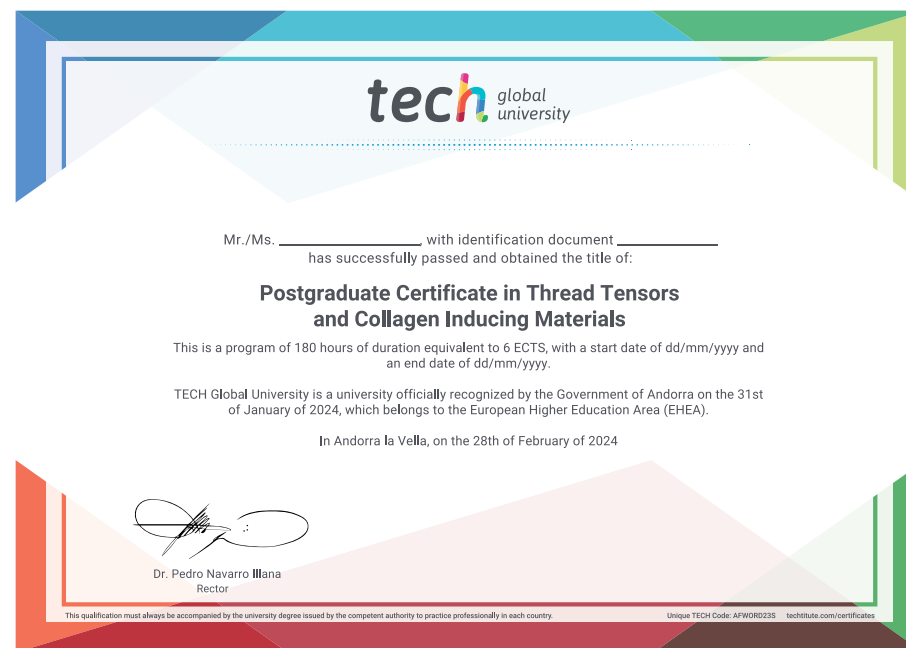 tech global university
Mr./Ms. ____________, with identification document ____________
has successfully passed and obtained the title of:
Postgraduate Certificate in Thread Tensors
and Collagen Inducing Materials
This is a program of 180 hours of duration equivalent to 6 ECTS, with a start date of dd/mm/yyyy and
an end date of dd/mm/yyyy.
TECH Global University is a university officially recognized by the Government of Andorra on the 31st
of January of 2024, which belongs to the European Higher Education Area (EHEA).
In Andorra la Vella, on the 28th of February of 2024
Dr. Pedro Navarro Illana
Rector
This qualification must always be accompanied by the university degree issued by the competent authority to practice professionally in each country.
Unique TECH Code: AFWORD23S techtitute.com/certificates